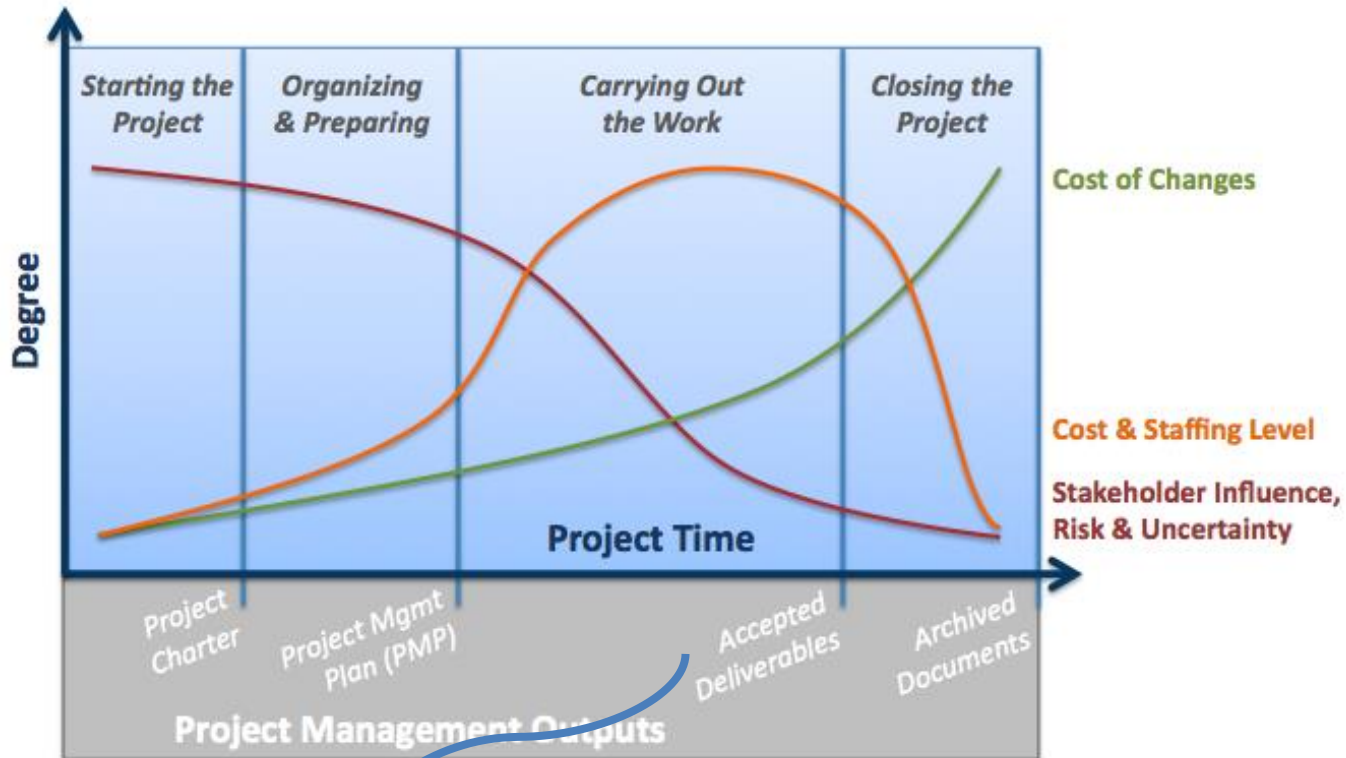 Starting the
Project
Organizing
& Preparing
Carrying Out
the Work
Closing the
Project
Degree
Cost of Changes
Cost & Staffing Level
Stakeholder Influence,
Risk & Uncertainty
Project Time
Project
Charter
Project Mgmt
Plan (PMP)
Accepted
Deliverables
Archived
Documents
Project Management Outputs